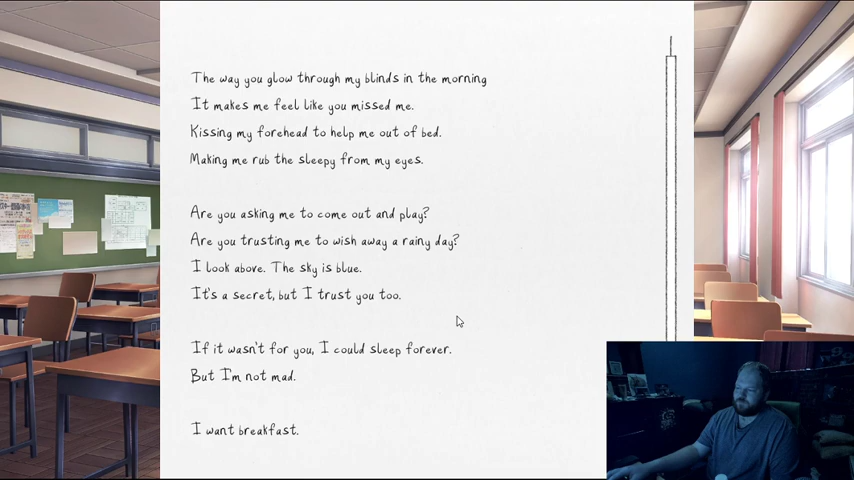 The way you glow through my blinds in the morning
It makes me feel like you missed me.
Kissing my forehead to help me out of bed.
Making me rub the sleepy from my eyes.
Are you asking me to come out and play?
Are you trusting me to wish away a rainy day?
I look above. The sky is blue.
It's a secret, but I trust you too.
If it wasn't for you, I could sleep forever.
But I'm not mad.
I want breakfast.